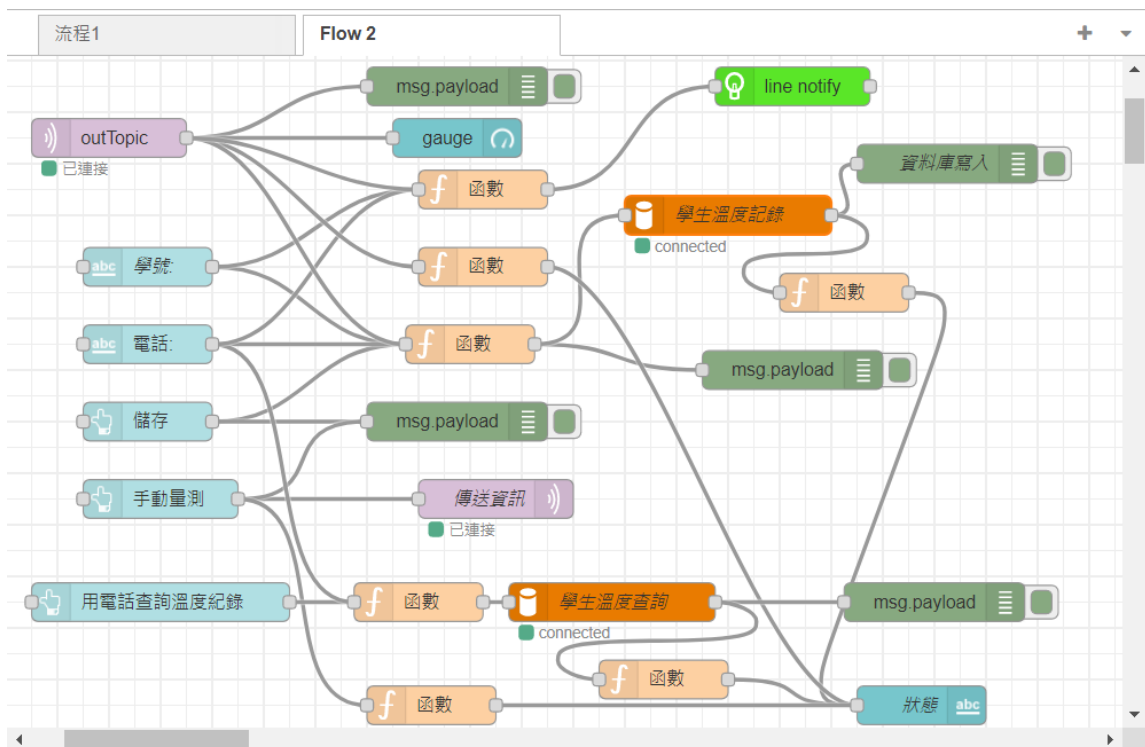 流程1
Flow 2
msg.payload
line notify
outTopic
已連接
gauge
資料庫寫入
函數
學生溫度記錄
connected
abc 學號:
函數
函數
abc 電話:
函數
msg.payload
儲存
msg.payload
手動量測
傳送資訊
已連接
用電話查詢溫度紀錄
函數
學生溫度查詢
msg.payload
connected
函數
函數
狀態 abc